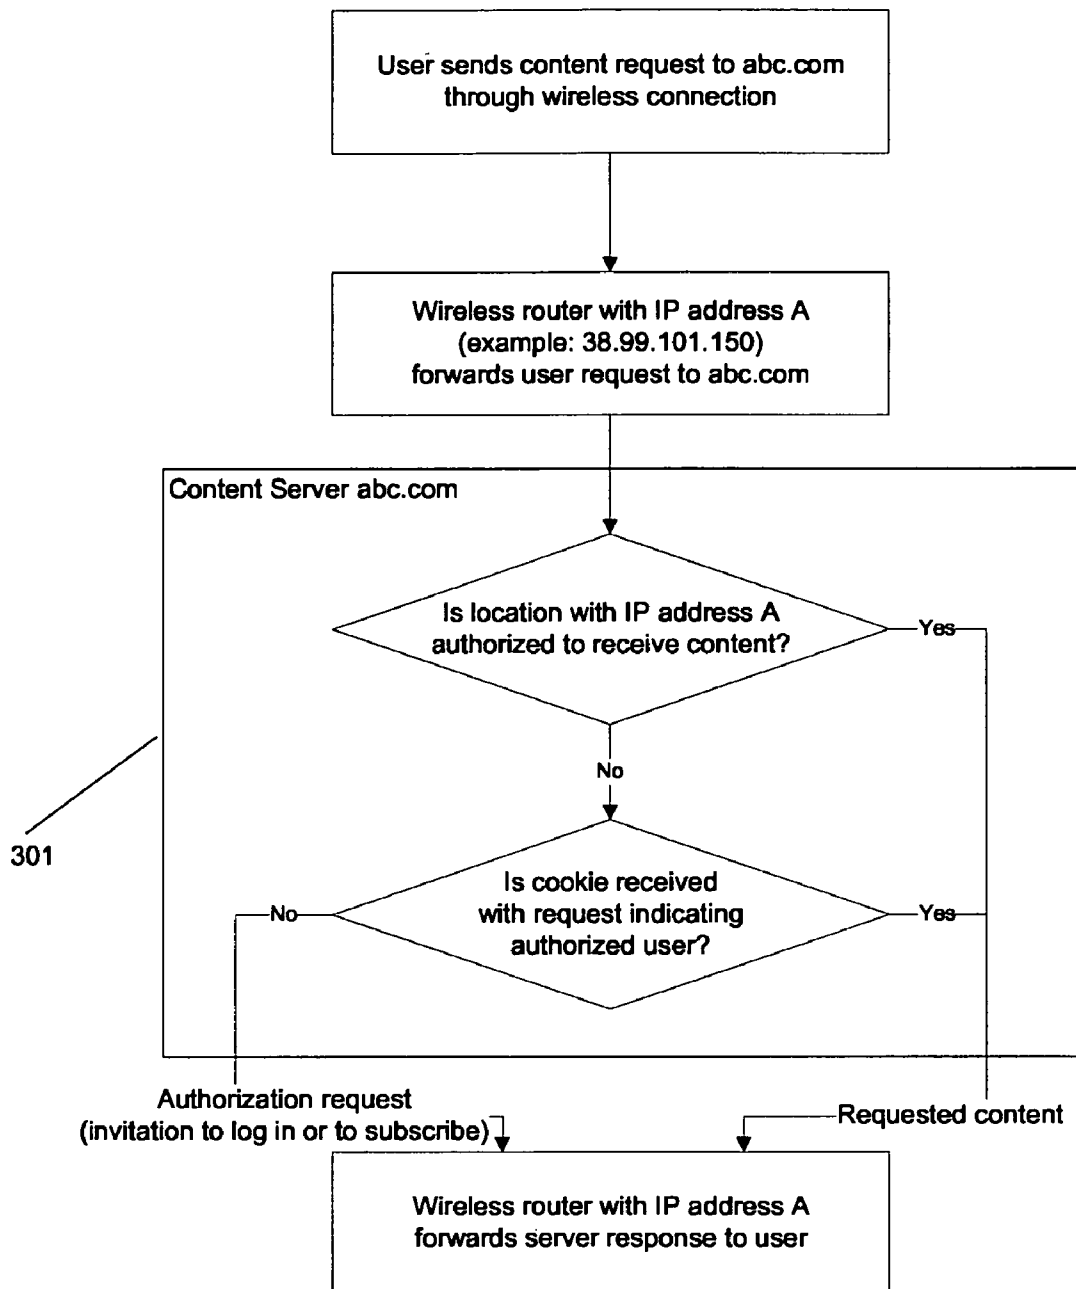 User sends content request to abc.com
through wireless connection
Wireless router with IP address A
(example: 38.99.101.150)
forwards user request to abc.com
Content Server abc.com
Is location with IP address A
authorized to receive content?
Yes
No
301
Is cookie received
with request indicating
authorized user?
No
Yes
Authorization request
(invitation to log in or to subscribe)
Requested content
Wireless router with IP address A
forwards server response to user